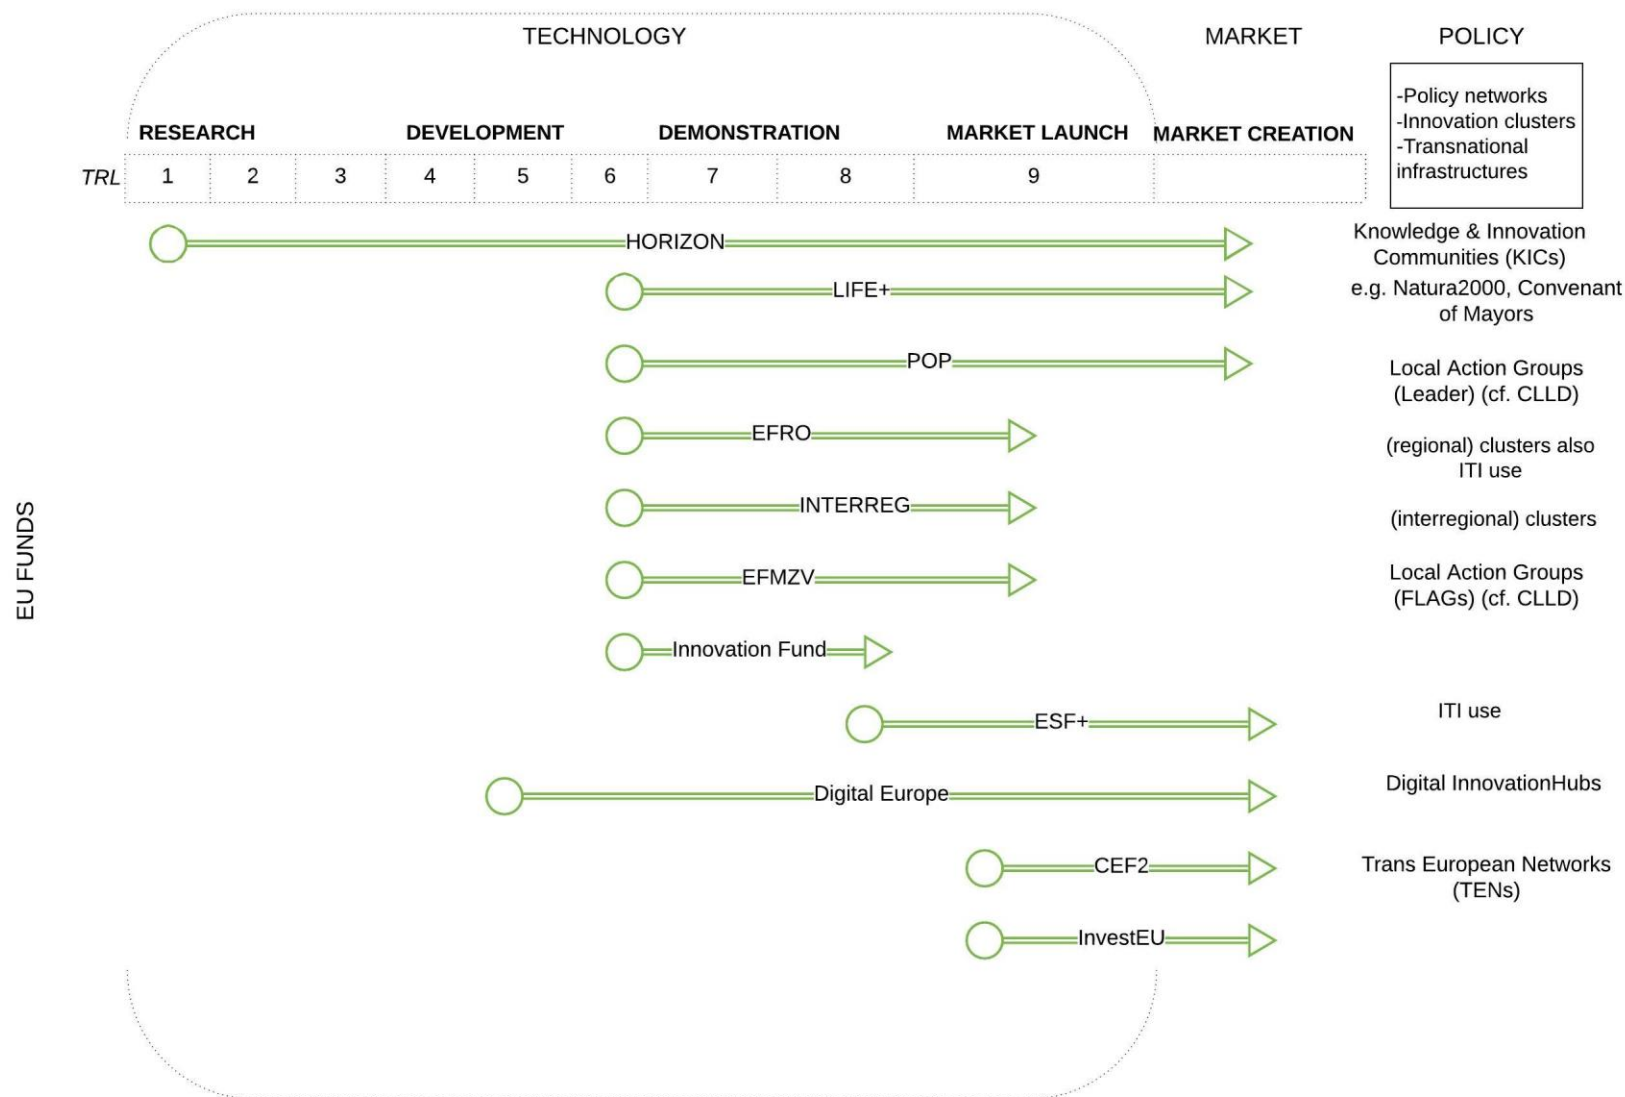 TECHNOLOGY
MARKET
POLICY
-Policy networks
-Innovation clusters
-Transnational
infrastructures
RESEARCH
DEVELOPMENT
DEMONSTRATION
MARKET LAUNCH
MARKET CREATION
TRL 1 2 3 4 5 6 7 8 9
HORIZON
Knowledge & Innovation
Communities (KICs)
LIFE+
e.g. Natura2000, Convenant
of Mayors
POP
Local Action Groups
(Leader) (cf. CLLD)
EFRO
(regional) clusters also
ITI use
INTERREG
(interregional) clusters
EFMZV
Local Action Groups
(FLAGs) (cf. CLLD)
Innovation Fund
ESF+
ITI use
Digital Europe
Digital InnovationHubs
CEF2
Trans European Networks
(TENs)
InvestEU
EU FUNDS